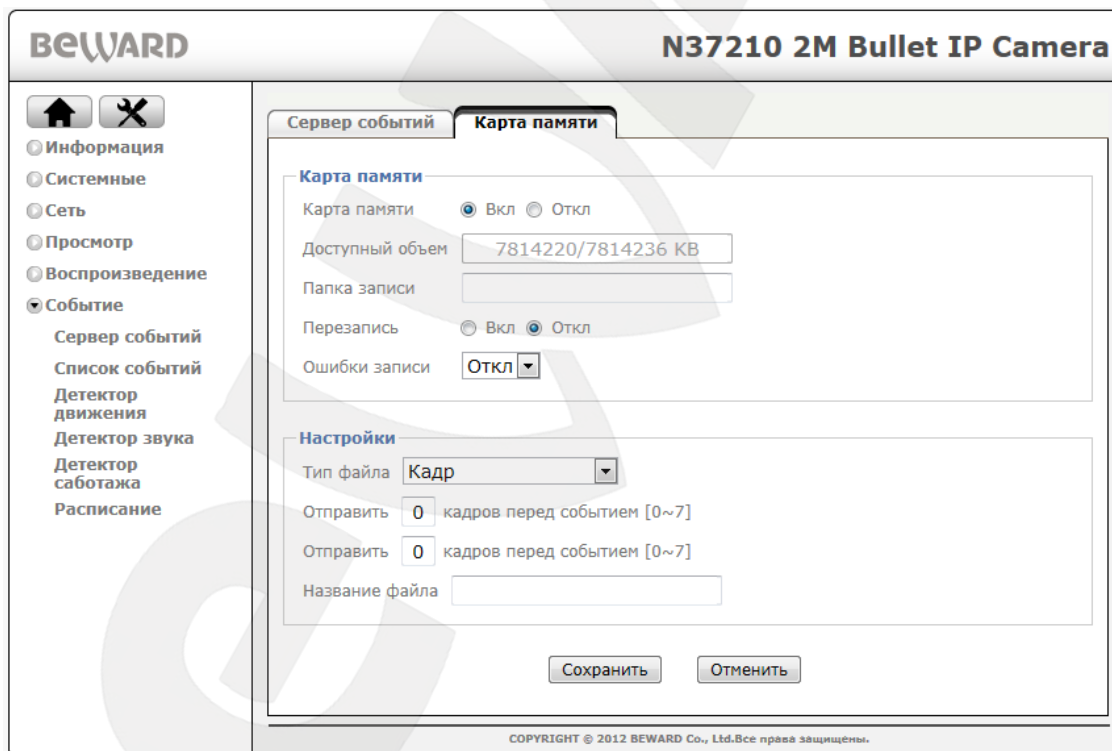 BEWARD
N37210 2M Bullet IP Camera
Информация
Системные
Сеть
Просмотр
Воспроизведение
Событие
Сервер событий
Список событий
Детектор
движения
Детектор звука
Детектор
саботажа
Расписание
Сервер событий Карта памяти
Карта памяти
Карта памяти Вкл Откл
Доступный объем 7814220/7814236 KB
Папка записи
Перезапись Вкл Откл
Ошибки записи Откл
Настройки
Тип файла Кадр
Отправить 0 кадров перед событием [0~7]
Отправить 0 кадров перед событием [0~7]
Название файла
Сохранить Отменить
COPYRIGHT © 2012 BEWARD Co., Ltd.Все права защищены.